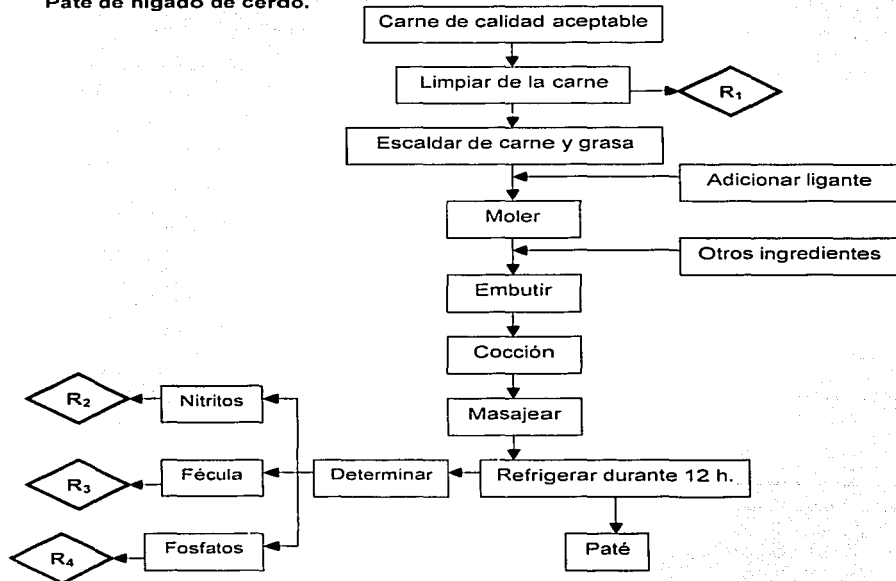 Paté de hígado de cerdo.
Carne de calidad aceptable
Limpiar de la carne
R₁
Escaldar de carne y grasa
Adicionar ligante
Moler
Otros ingredientes
Embutir
Cocción
Masajear
R₂
Nitritos
R₃
Fécula
Determinar
Refrigerar durante 12 h.
R₄
Fosfatos
Paté